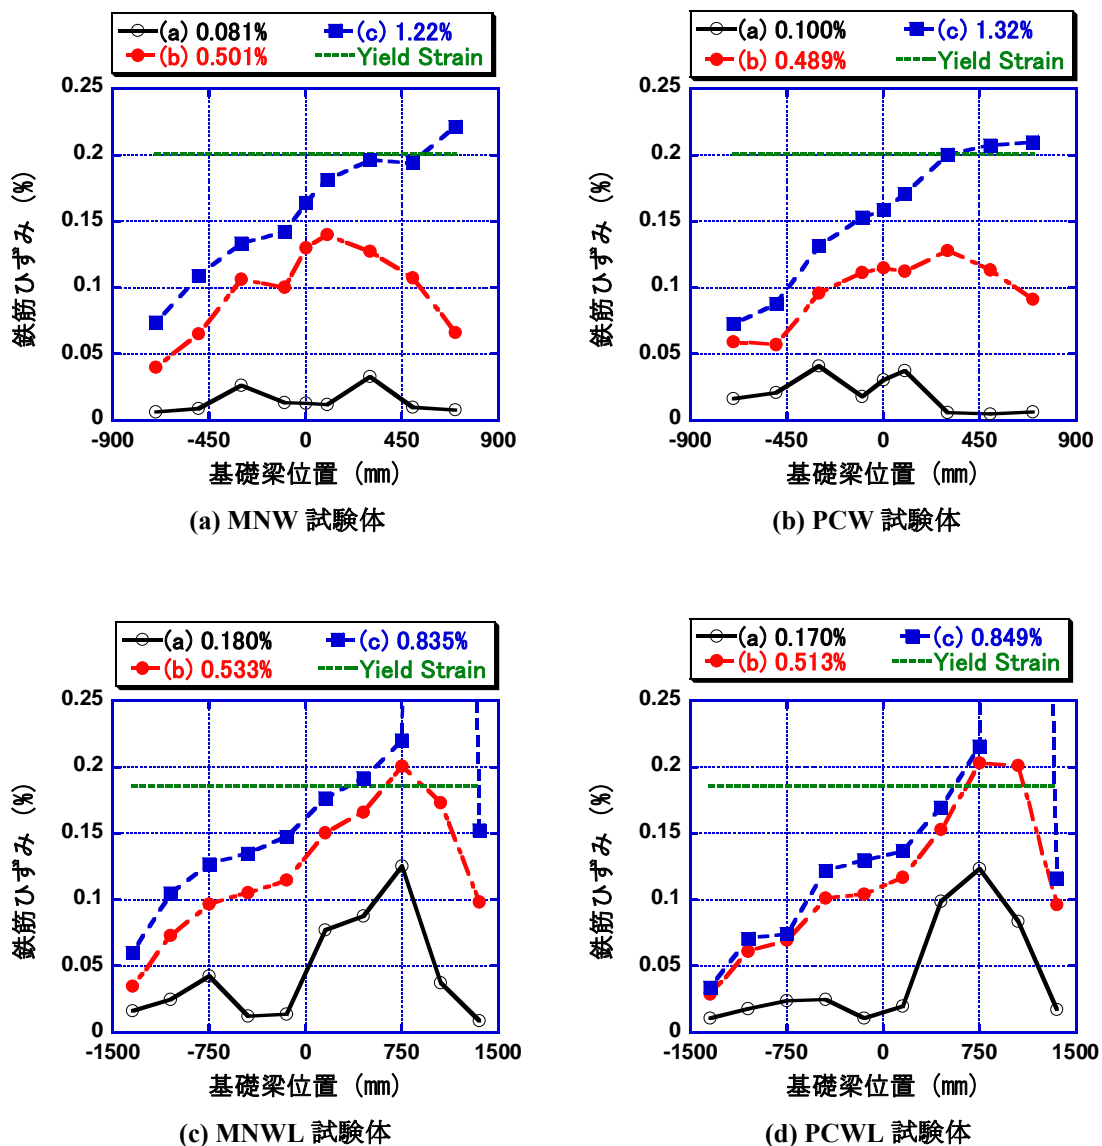 (a) 0.081%
(c) 1.22%
(b) 0.501%
Yield Strain
0.25
0.2
0.15
0.1
0.05
0
鉄筋ひずみ (%)
-900 -450 0 450 900
基礎梁位置 (mm)
(a) MNW 試験体
(a) 0.100%
(c) 1.32%
(b) 0.489%
Yield Strain
0.25
0.2
0.15
0.1
0.05
0
鉄筋ひずみ (%)
-900 -450 0 450 900
基礎梁位置 (mm)
(b) PCW 試験体
(a) 0.180%
(c) 0.835%
(b) 0.533%
Yield Strain
0.25
0.2
0.15
0.1
0.05
0
鉄筋ひずみ (%)
-1500 -750 0 750 1500
基礎梁位置 (mm)
(c) MNWL 試験体
(a) 0.170%
(c) 0.849%
(b) 0.513%
Yield Strain
0.25
0.2
0.15
0.1
0.05
0
鉄筋ひずみ (%)
-1500 -750 0 750 1500
基礎梁位置 (mm)
(d) PCWL 試験体